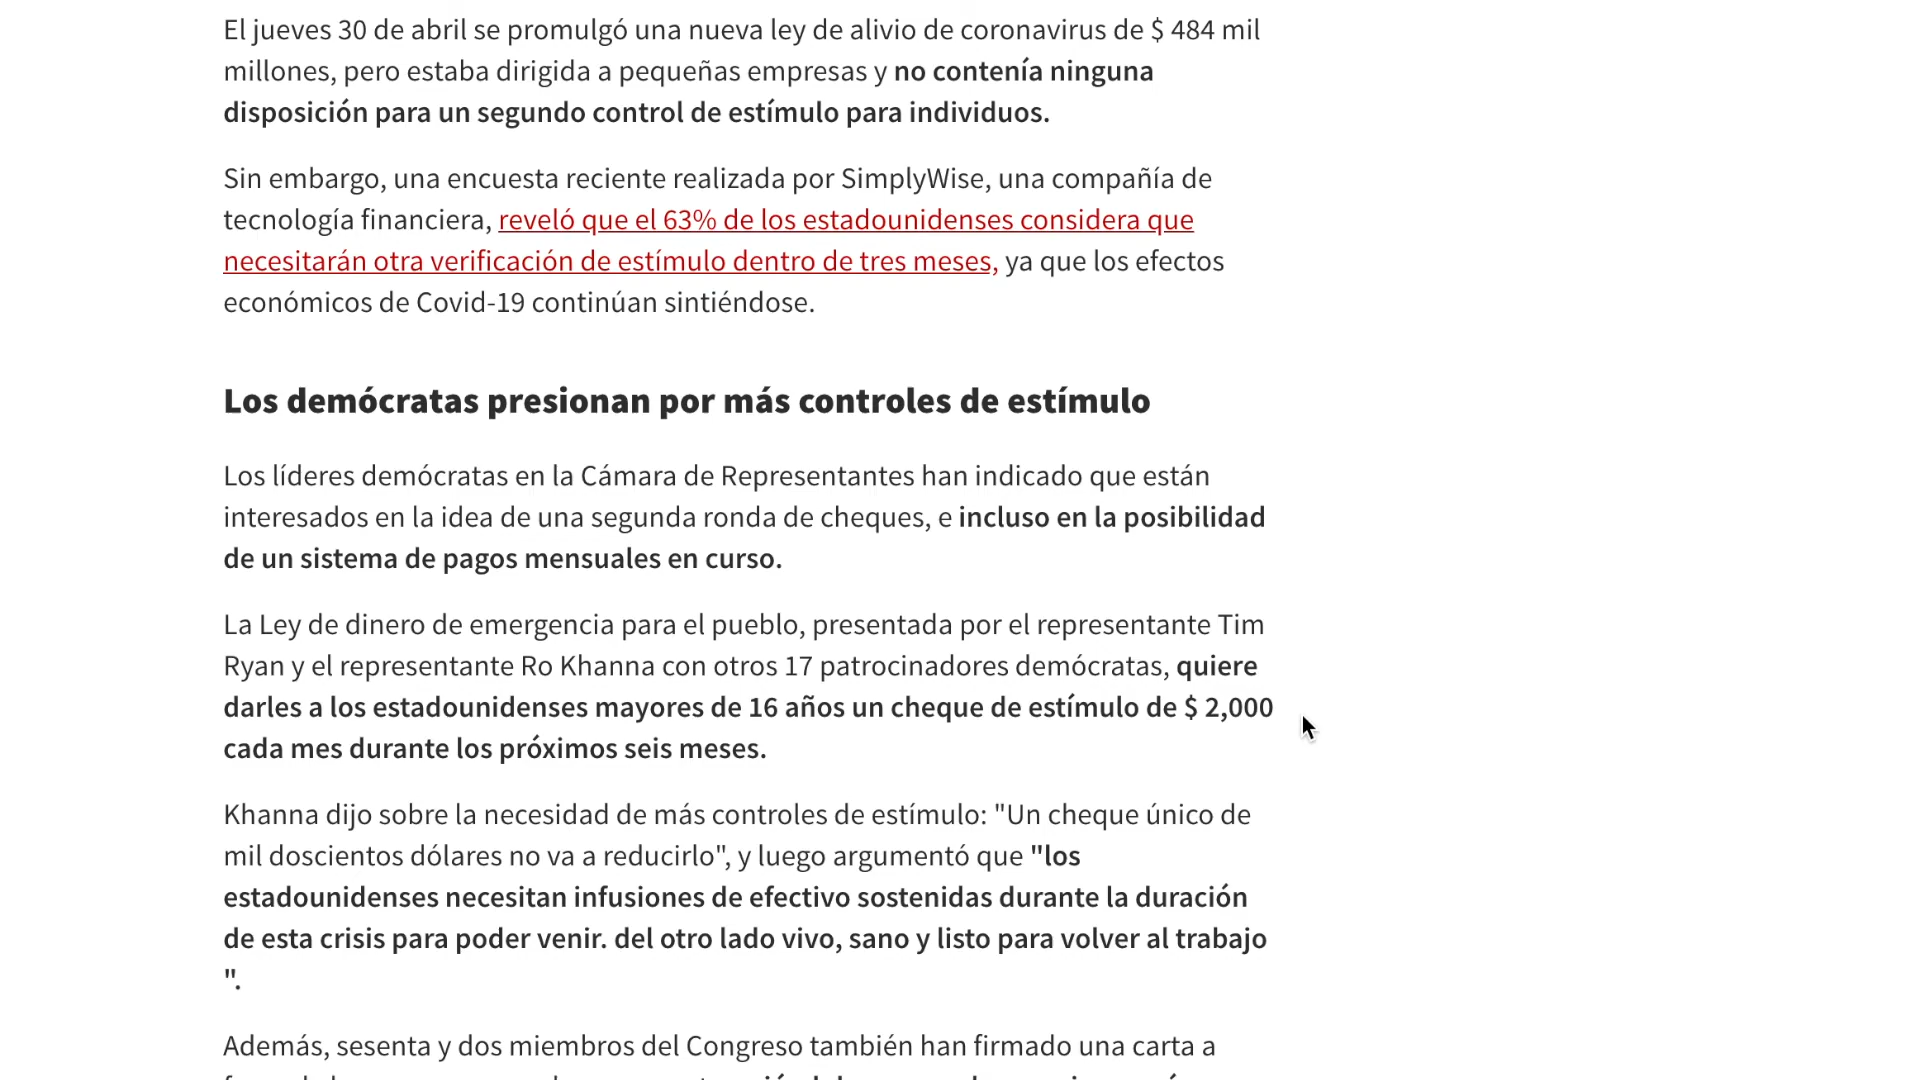 El jueves 30 de abril se promulgó una nueva ley de alivio de coronavirus de $ 484 mil
millones, pero estaba dirigida a pequeñas empresas y no contenía ninguna
disposición para un segundo control de estímulo para individuos.
Sin embargo, una encuesta reciente realizada por SimplyWise, una compañía de
tecnología financiera, reveló que el 63% de los estadounidenses considera que
necesitarán otra verificación de estímulo dentro de tres meses, ya que los efectos
económicos de Covid-19 continúan sintiéndose.
Los demócratas presionan por más controles de estímulo
Los líderes demócratas en la Cámara de Representantes han indicado que están
interesados en la idea de una segunda ronda de cheques, e incluso en la posibilidad
de un sistema de pagos mensuales en curso.
La Ley de dinero de emergencia para el pueblo, presentada por el representante Tim
Ryan y el representante Ro Khanna con otros 17 patrocinadores demócratas, quiere
darles a los estadounidenses mayores de 16 años un cheque de estímulo de $ 2,000
cada mes durante los próximos seis meses.
Khanna dijo sobre la necesidad de más controles de estímulo: "Un cheque único de
mil doscientos dólares no va a reducirlo", y luego argumentó que "los
estadounidenses necesitan infusiones de efectivo sostenidas durante la duración
de esta crisis para poder venir. del otro lado vivo, sano y listo para volver al trabajo
".
Además, sesenta y dos miembros del Congreso también han firmado una carta a